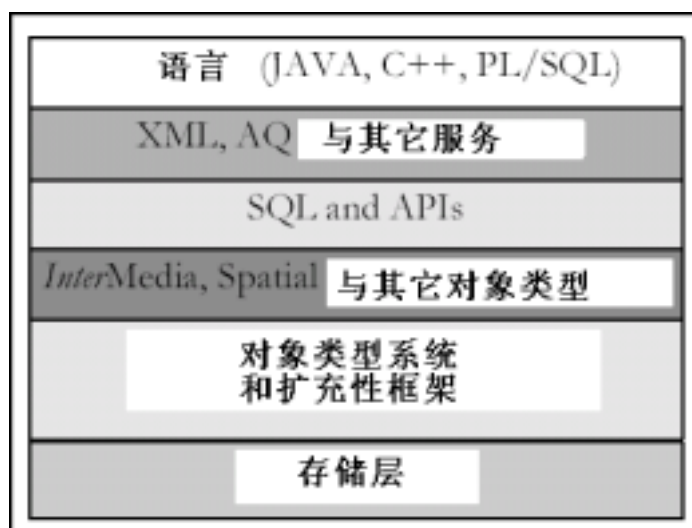 语言 (JAVA, C++, PL/SQL)
XML, AQ 与其它服务
SQL and APIs
InterMedia, Spatial 与其它对象类型
对象类型系统
和扩充性框架
存储层